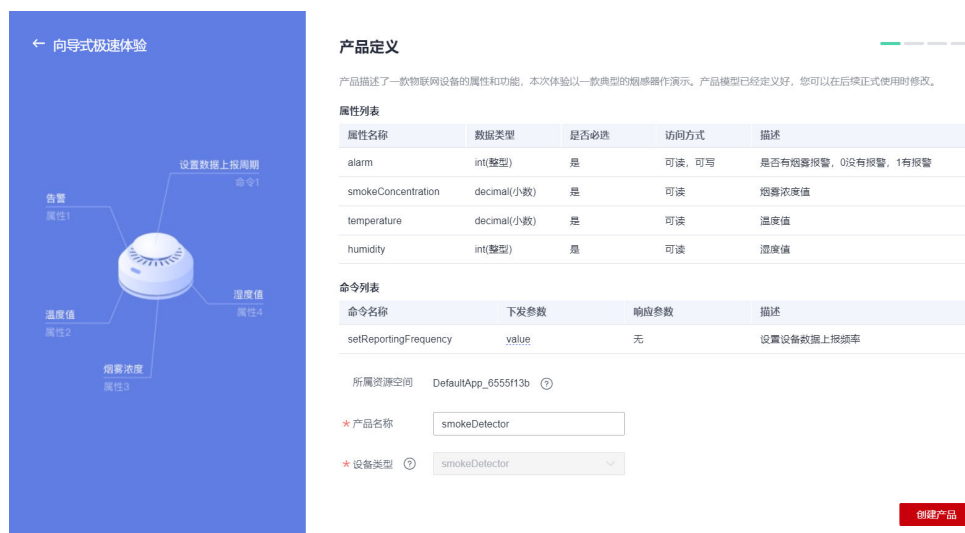 ← 向导式极速体验
设置数据上报周期
命令1
告警
属性1
湿度值
属性4
温度值
属性2
烟雾浓度
属性3
产品定义
产品描述了一款物联网设备的属性和功能，本次体验以一款典型的烟感器作演示。产品模型已经定义好，您可以在后续正式使用时修改。
属性列表
属性名称 数据类型 是否必选 访问方式 描述
alarm int(整型) 是 可读，可写 是否有烟雾报警，0没有报警，1有报警
smokeConcentration decimal(小数) 是 可读 烟雾浓度值
temperature decimal(小数) 是 可读 温度值
humidity int(整型) 是 可读 湿度值
命令列表
命令名称 下发参数 响应参数 描述
setReportingFrequency value 无 设置设备数据上报频率
所属资源空间 DefaultApp_6555f13b ?
* 产品名称 smokeDetector
* 设备类型 ? smokeDetector
创建产品